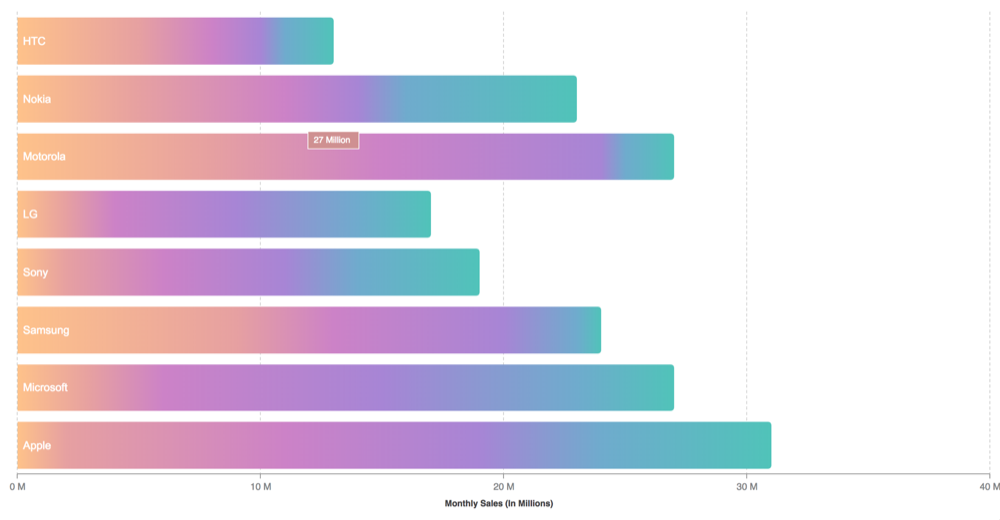 HTC
Nokia
27 Million
Motorola
LG
Sony
Samsung
Microsoft
Apple
0 M 10 M 20 M 30 M 40 M
Monthly Sales (In Millions)